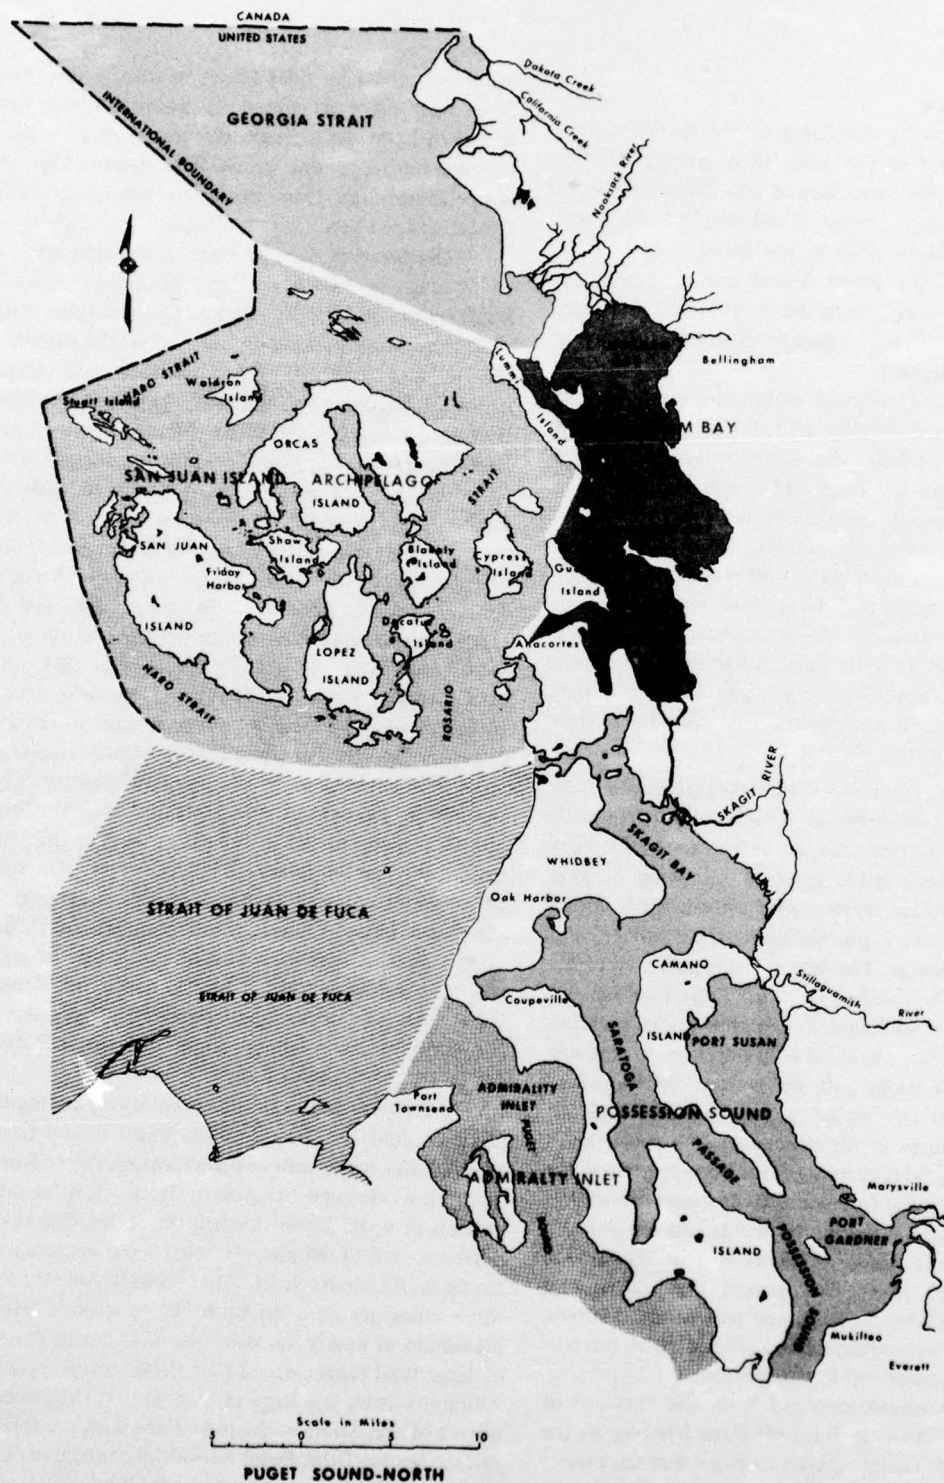 CANADA
UNITED STATES
GEORGIA STRAIT
INTERNATIONAL BOUNDARY
Dakota Creek
California Creek
Nooksack River
Bellingham
Lummi
Island
M BAY
HARO STRAIT
Stuart Island
Waldson
Island
ORCAS
ISLAND
SAN JUAN ISLAND ARCHIPELAGO
STRAIT
SAN JUAN
ISLAND
Friday
Harbor
Shaw
Island
Blakely
Island
Cypress
Island
Gu
Island
Decatur
Island
LOPEZ
ISLAND
Anacortes
HARO STRAIT
ROSARIO
SKAGIT RIVER
SKAGIT BAY
WHIDBEY
Oak Harbor
STRAIT OF JUAN DE FUCA
STRAIT OF JUAN DE FUCA
CAMANO
ISLAND
Stillaguamish
River
Coupeville
SARATOGA
PASSAGE
PORT SUSAN
Port
Townsend
ADMIRALITY
INLET
PUGET
SOUND
POSSESSION SOUND
ADMIRALTY INLET
Marysville
PORT
GARDNER
POSSESSION
SOUND
ISLAND
Mukilteo
Everett
Scale in Miles
5 0 10
PUGET SOUND-NORTH